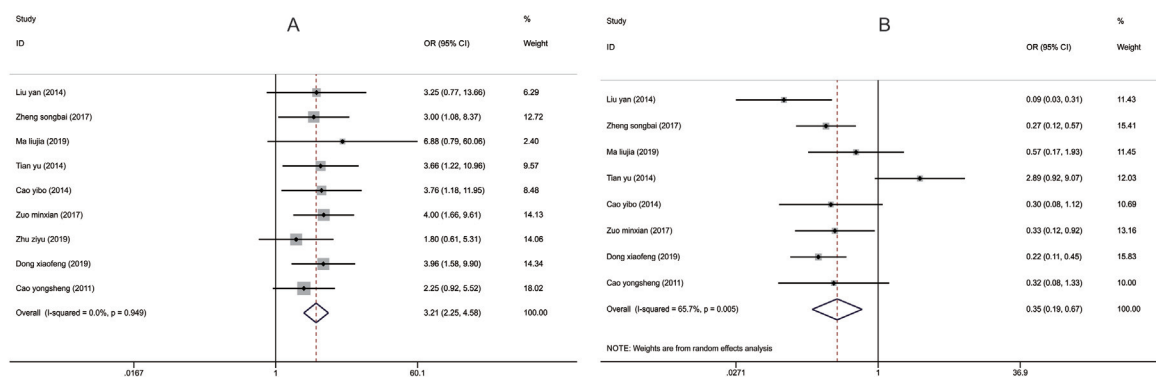 A
Study %
ID OR (95% CI) Weight
Liu yan (2014) 3.25 (0.77, 13.66) 6.29
Zheng songbai (2017) 3.00 (1.08, 8.37) 12.72
Ma liujia (2019) 6.88 (0.79, 60.06) 2.40
Tian yu (2014) 3.66 (1.22, 10.96) 9.57
Cao yibo (2014) 3.76 (1.18, 11.95) 8.48
Zuo minxian (2017) 4.00 (1.66, 9.61) 14.13
Zhu ziyu (2019) 1.80 (0.61, 5.31) 14.06
Dong xiaofeng (2019) 3.96 (1.58, 9.90) 14.34
Cao yongsheng (2011) 2.25 (0.92, 5.52) 18.02
Overall (I-squared = 0.0%, p = 0.949) 3.21 (2.25, 4.58) 100.00
.0167 1 60.1
B
Study %
ID OR (95% CI) Weight
Liu yan (2014) 0.09 (0.03, 0.31) 11.43
Zheng songbai (2017) 0.27 (0.12, 0.57) 15.41
Ma liujia (2019) 0.57 (0.17, 1.93) 11.45
Tian yu (2014) 2.89 (0.92, 9.07) 12.03
Cao yibo (2014) 0.30 (0.08, 1.12) 10.69
Zuo minxian (2017) 0.33 (0.12, 0.92) 13.16
Dong xiaofeng (2019) 0.22 (0.11, 0.45) 15.83
Cao yongsheng (2011) 0.32 (0.08, 1.33) 10.00
Overall (I-squared = 65.7%, p = 0.005) 0.35 (0.19, 0.67) 100.00
NOTE: Weights are from random effects analysis
.0271 1 36.9